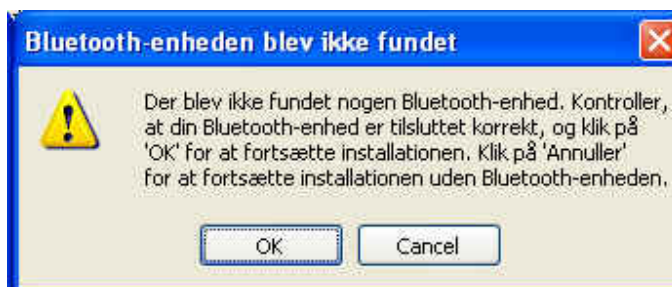 Bluetooth-enheden blev ikke fundet
Der blev ikke fundet nogen Bluetooth-enhed. Kontroller,
at din Bluetooth-enhed er tilsluttet korrekt, og klik på
'OK' for at fortsætte installationen. Klik på 'Annuller'
for at fortsætte installationen uden Bluetooth-enheden.
OK
Cancel